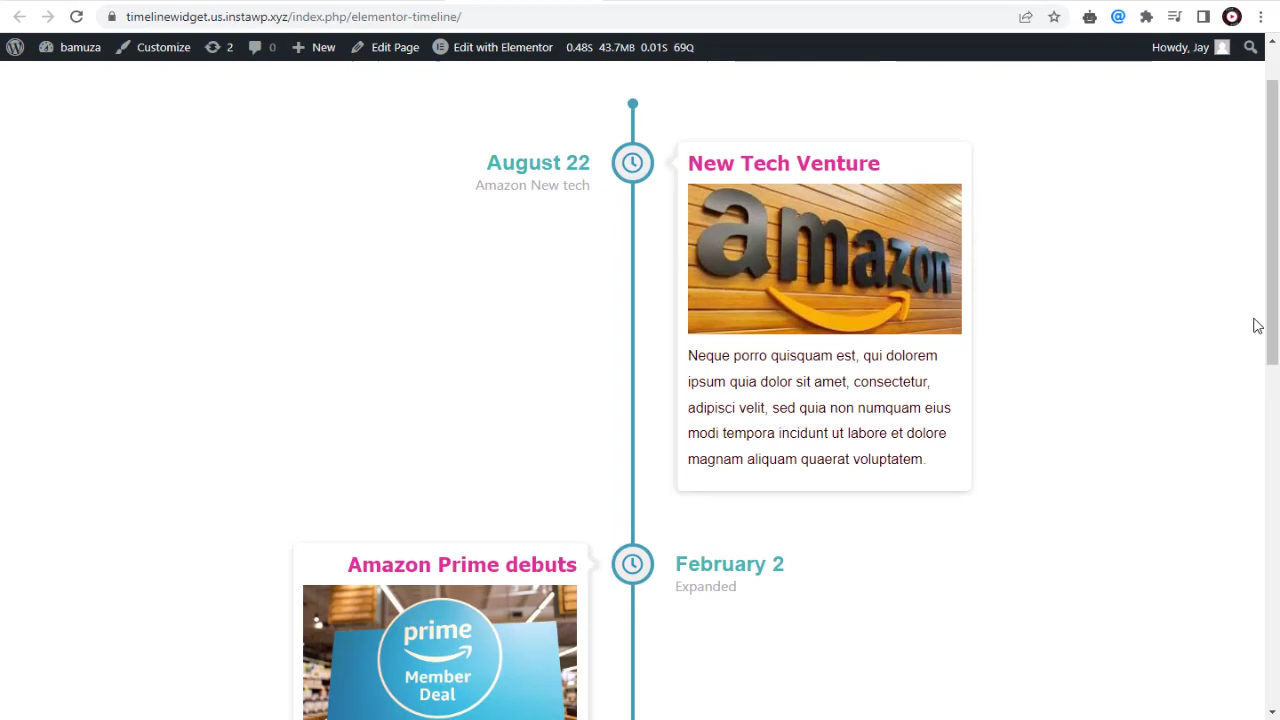 timelinewidget.us.instawp.xyz/index.php/elementor-timeline/
bamuza Customize 2 0 New Edit Page Edit with Elementor 0.48S 43.7MB 0.01S 69Q Howdy, Jay
August 22
Amazon New tech
New Tech Venture
amazon
Neque porro quisquam est, qui dolorem
ipsum quia dolor sit amet, consectetur,
adipisci velit, sed quia non numquam eius
modi tempora incidunt ut labore et dolore
magnam aliquam quaerat voluptatem.
Amazon Prime debuts
February 2
Expanded
prime
Member
Deal